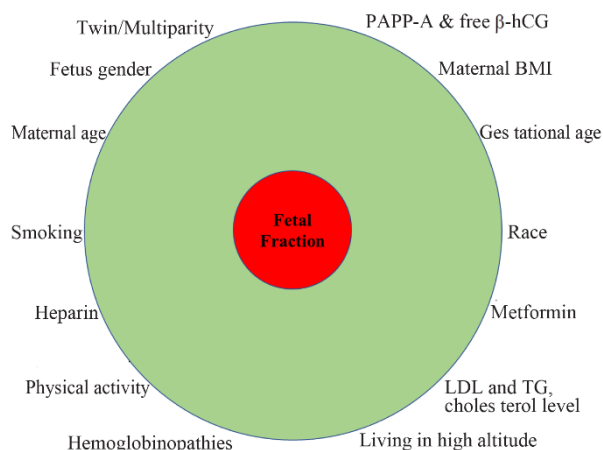 Twin/Multiparity
PAPP-A & free β-hCG
Fetus gender
Maternal BMI
Maternal age
Ges tational age
Fetal
Fraction
Smoking
Race
Heparin
Metformin
Physical activity
LDL and TG,
choles terol level
Hemoglobinopathies
Living in high altitude